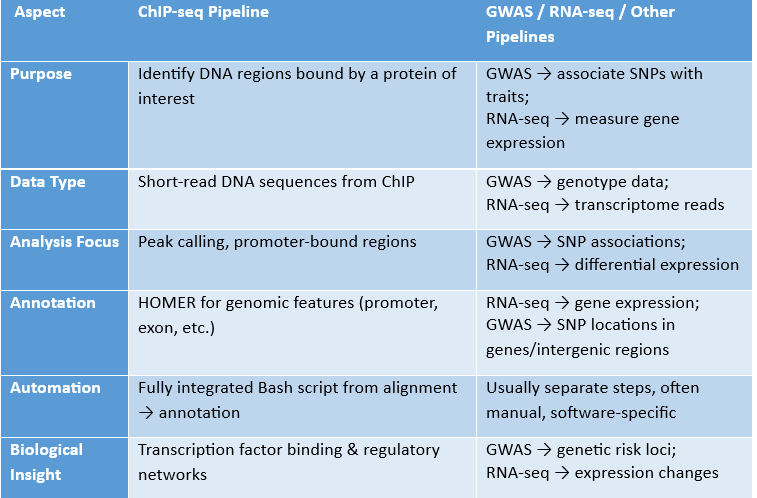 Aspect ChIP-seq Pipeline GWAS / RNA-seq / Other
Pipelines
Purpose Identify DNA regions bound by a protein of
interest
GWAS → associate SNPs with
traits;
RNA-seq → measure gene
expression
Data Type Short-read DNA sequences from ChIP
GWAS → genotype data;
RNA-seq → transcriptome reads
Analysis Focus Peak calling, promoter-bound regions
GWAS → SNP associations;
RNA-seq → differential expression
Annotation HOMER for genomic features (promoter,
exon, etc.)
RNA-seq → gene expression;
GWAS → SNP locations in
genes/intergenic regions
Automation Fully integrated Bash script from alignment
→ annotation
Usually separate steps, often
manual, software-specific
Biological
Insight
Transcription factor binding & regulatory
networks
GWAS → genetic risk loci;
RNA-seq → expression changes